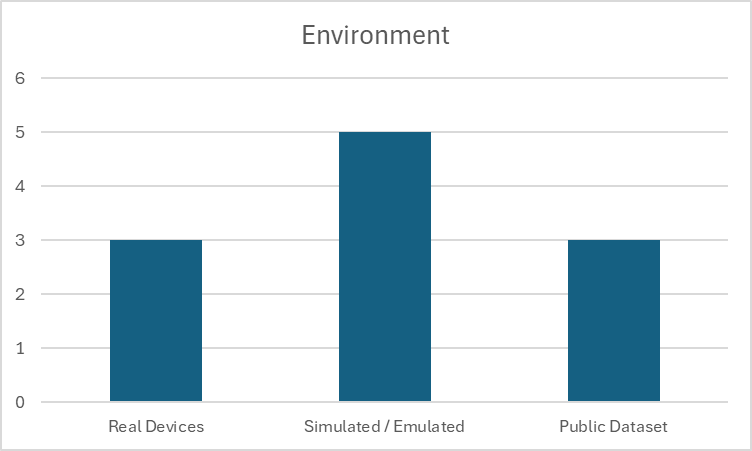 Environment
6
5
4
3
2
1
0
Real Devices
Simulated / Emulated
Public Dataset